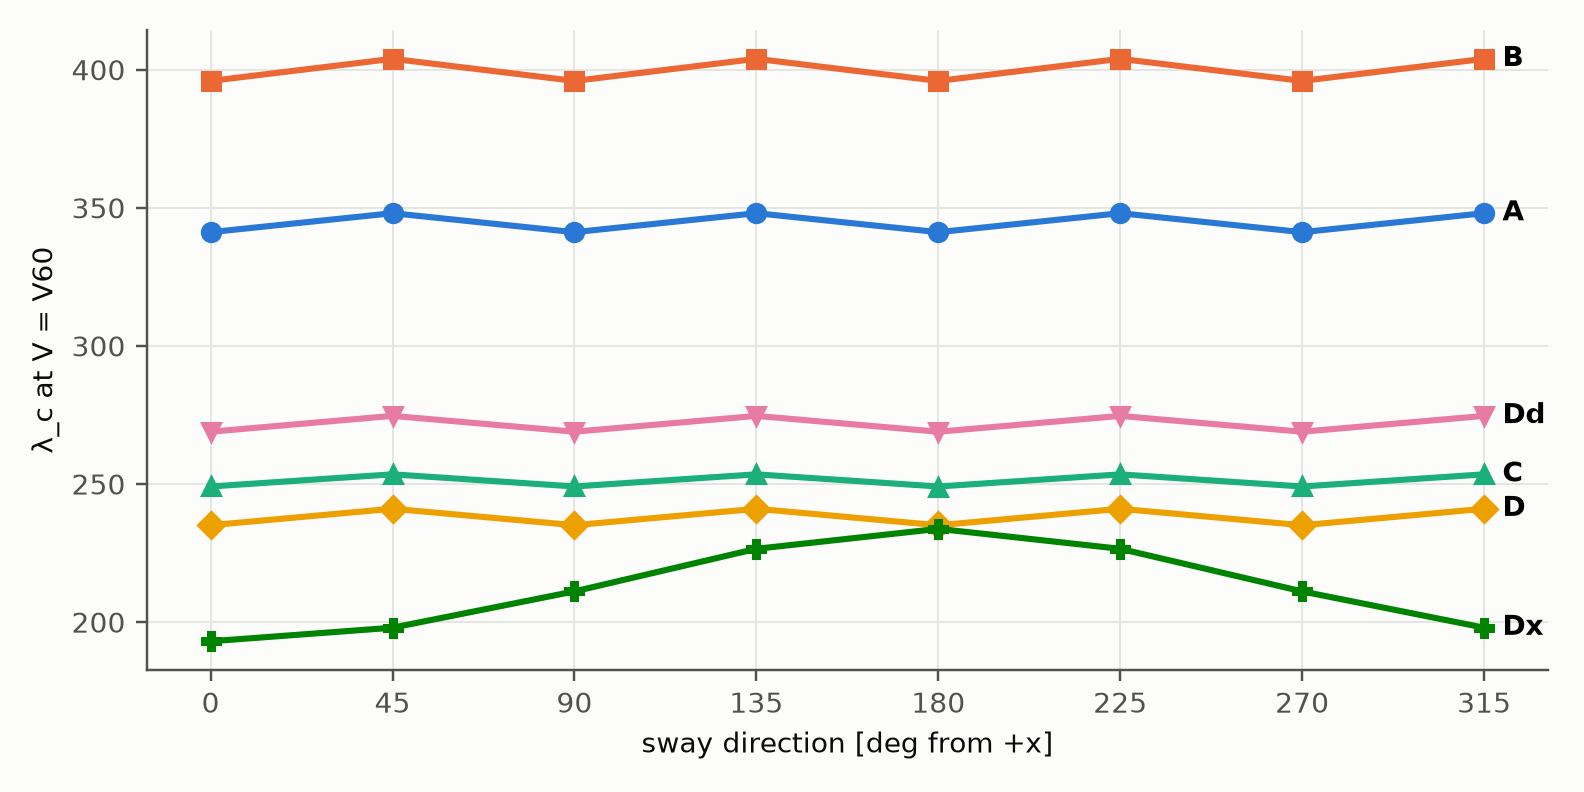 400
350
300
250
200
λ_c at V = V60
B
A
Dd
C
D
Dx
0 45 90 135 180 225 270 315
sway direction [deg from +x]